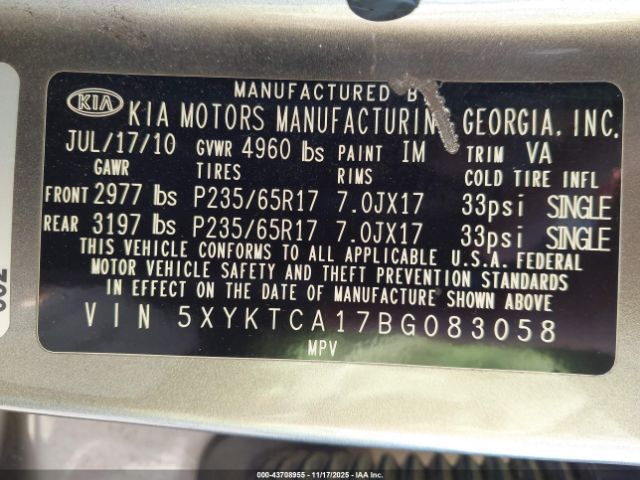 MANUFACTURED B
KIA KIA MOTORS MANUFACTURIN GEORGIA, INC.
JUL/17/10 GVWR 4960 lbs PAINT IM TRIM VA
GAWR TIRES RIMS COLD TIRE INFL
FRONT 2977 lbs P235/65R17 7.0JX17 33psi SINGLE
REAR 3197 lbs P235/65R17 7.0JX17 33psi SINGLE
THIS VEHICLE CONFORMS TO ALL APPLICABLE U.S.A. FEDERAL
MOTOR VEHICLE SAFETY AND THEFT PREVENTION STANDARDS
IN EFFECT ON THE DATE OF MANUFACTURE SHOWN ABOVE
VIN 5XYKTCA17BG083058
MPV
000-43708955 - 11/17/2025 - IAA Inc.